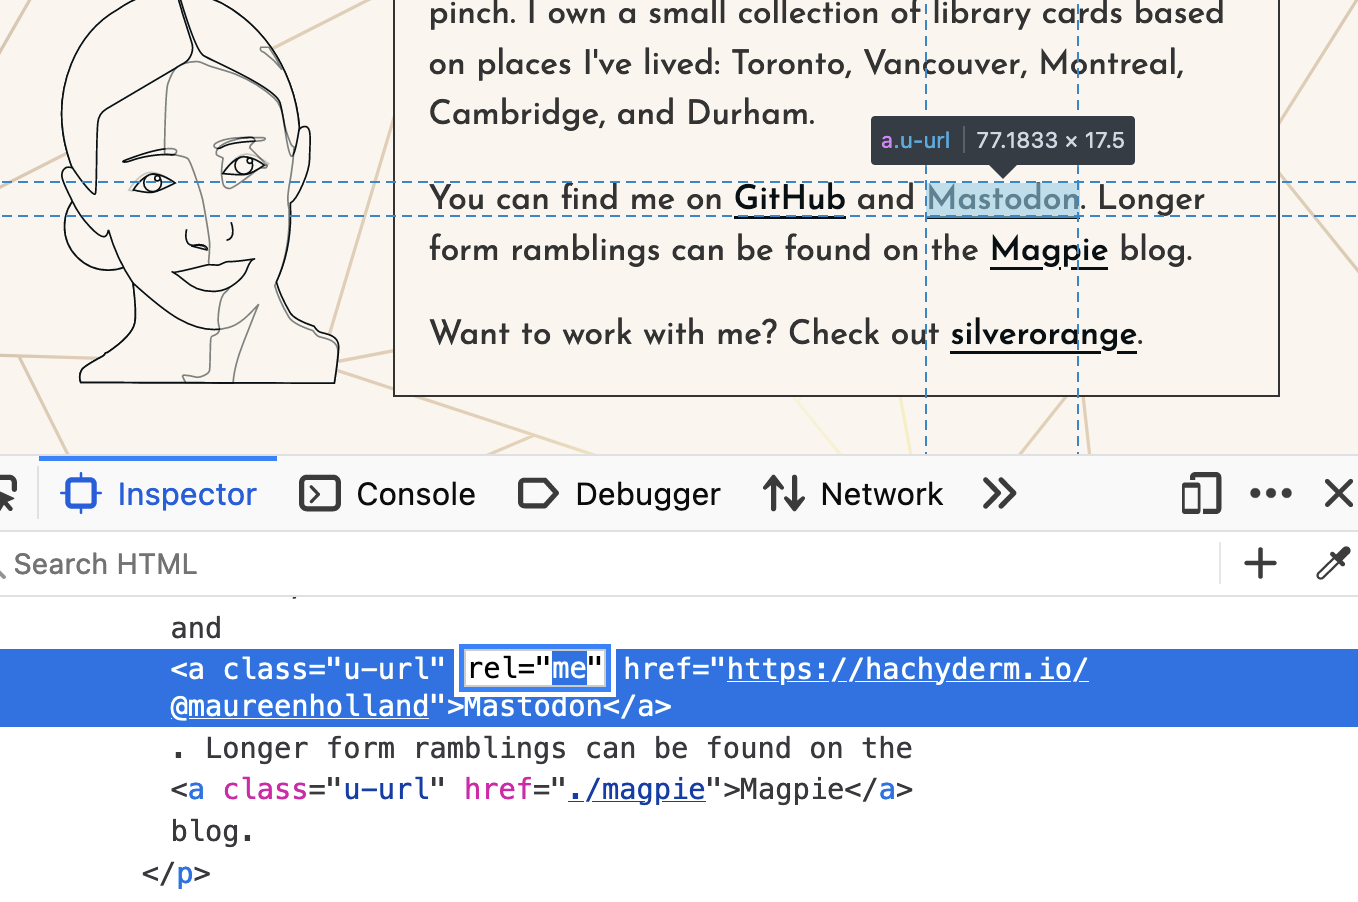 pinch. I own a small collection of library cards based
on places I've lived: Toronto, Vancouver, Montreal,
Cambridge, and Durham.
a.u-url 77.1833 × 17.5
You can find me on GitHub and Mastodon. Longer
form ramblings can be found on the Magpie blog.
Want to work with me? Check out silverorange.
Inspector Console Debugger Network
Search HTML
and
<a class="u-url" rel="me" href="https://hachyderm.io/
@maureenholland">Mastodon</a>
. Longer form ramblings can be found on the
<a class="u-url" href="./magpie">Magpie</a>
blog.
</p>